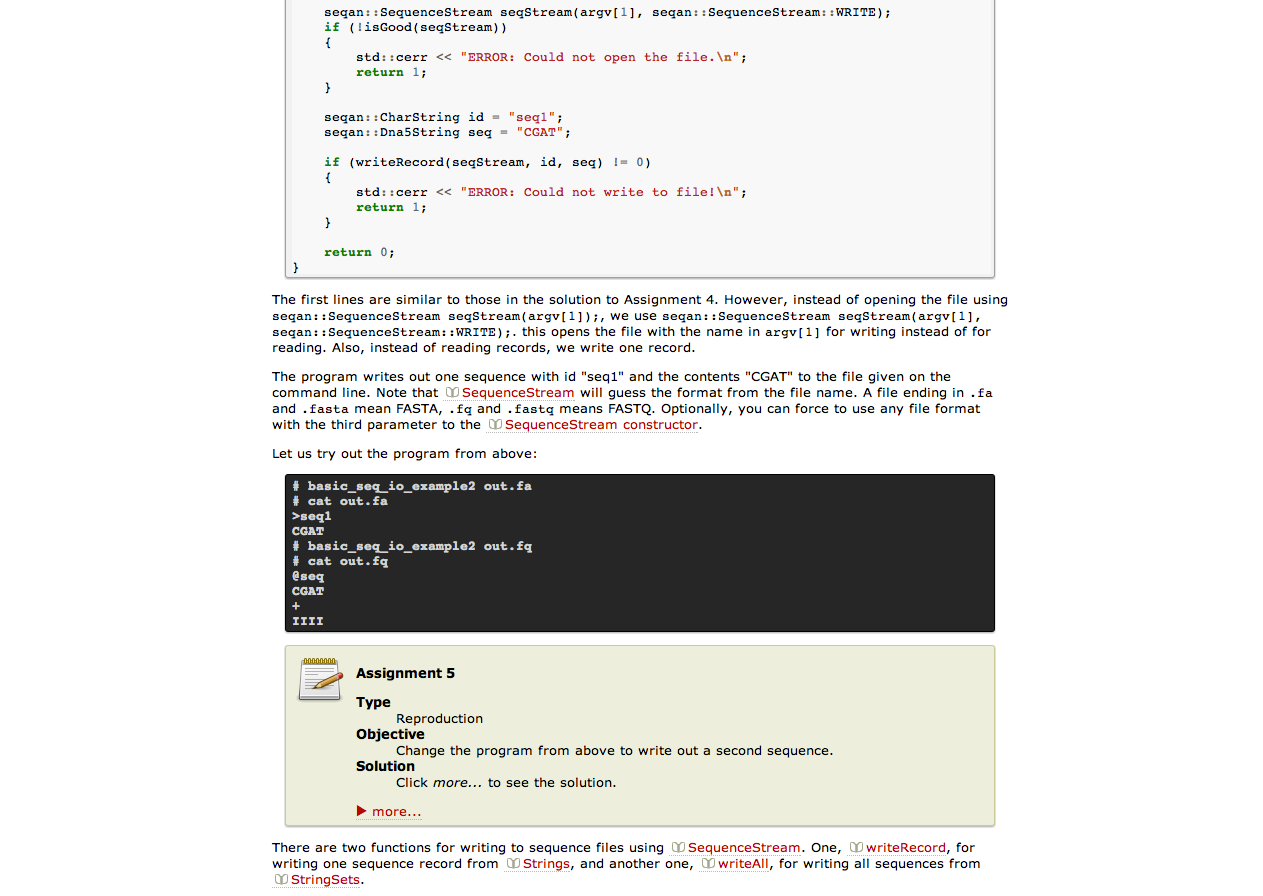 seqan::SequenceStream seqStream(argv[1], seqan::SequenceStream::WRITE);
    if (!isGood(seqStream))
    {
        std::cerr << "ERROR: Could not open the file.\n";
        return 1;
    }

    seqan::CharString id = "seq1";
    seqan::Dna5String seq = "CGAT";

    if (writeRecord(seqStream, id, seq) != 0)
    {
        std::cerr << "ERROR: Could not write to file!\n";
        return 1;
    }

    return 0;
}
The first lines are similar to those in the solution to Assignment 4. However, instead of opening the file using
seqan::SequenceStream seqStream(argv[1]);, we use seqan::SequenceStream seqStream(argv[1],
seqan::SequenceStream::WRITE);. this opens the file with the name in argv[1] for writing instead of for
reading. Also, instead of reading records, we write one record.
The program writes out one sequence with id "seq1" and the contents "CGAT" to the file given on the
command line. Note that SequenceStream will guess the format from the file name. A file ending in .fa
and .fasta mean FASTA, .fq and .fastq means FASTQ. Optionally, you can force to use any file format
with the third parameter to the SequenceStream constructor.
Let us try out the program from above:
# basic_seq_io_example2 out.fa
# cat out.fa
>seq1
CGAT
# basic_seq_io_example2 out.fq
# cat out.fq
@seq
CGAT
+
IIII
Assignment 5
Type
Reproduction
Objective
Change the program from above to write out a second sequence.
Solution
Click more... to see the solution.
more...
There are two functions for writing to sequence files using SequenceStream. One, writeRecord, for
writing one sequence record from Strings, and another one, writeAll, for writing all sequences from
StringSets.